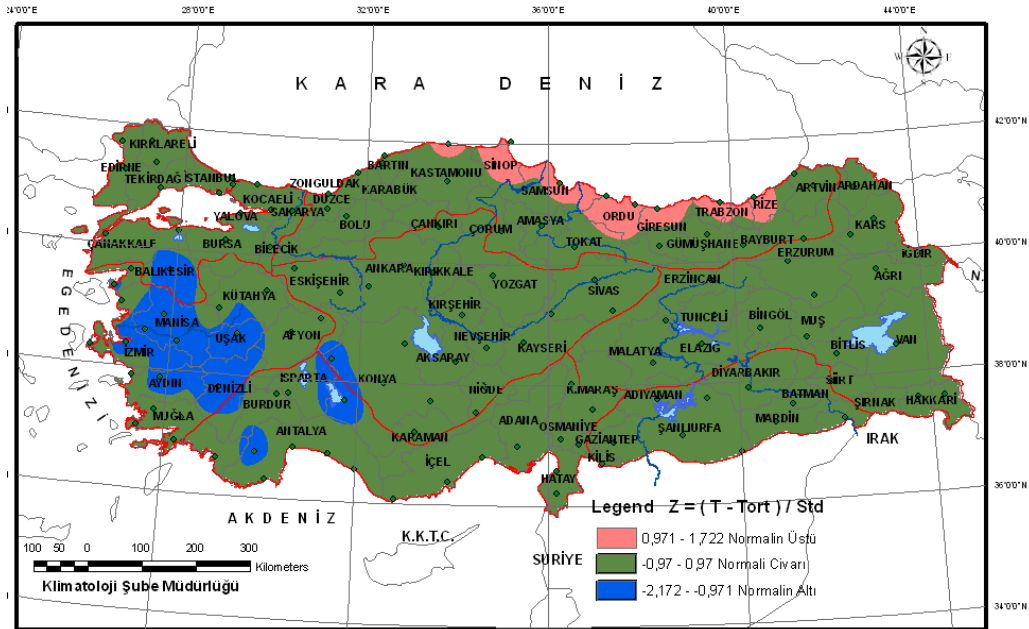 24°0'0"E 28°0'0"E 32°0'0"E 36°0'0"E 40°0'0"E 44°0'0"E
N
W E
S
42°0'0"N
40°0'0"N
38°0'0"N
36°0'0"N
34°0'0"N
KARA DENİZ
EGE DENİZİ
AKDENİZ
KIRKLARELİ
EDİRNE
TEKİRDAĞ
İSTANBUL
KOCAELİ
YALOVA
SAKARYA
ZONGULDAK
DÜZCE
BARTIN
KARABÜK
KASTAMONU
SİNOP
SAMSUN
ORDU
GİRESUN
TRABZON
RİZE
ARTVİN
ARDAHAN
KARS
IĞDIR
N.
ÇANAKKALE
BURSA
BİLECİK
BOLU
ÇANKIRI
ÇORUM
AMASYA
TOKAT
GÜMÜŞHANE
BAYBURT
ERZURUM
AĞRI
BALIKESİR
KÜTAHYA
ESKİŞEHİR
ANKARA
KIRIKKALE
YOZGAT
SİVAS
ERZİNCAN
TUNCELİ
BİNGÖL
MUŞ
VAN
BİTLİS
MANİSA
UŞAK
AFYON
KIRŞEHİR
NEVŞEHİR
AKSARAY
KAYSERİ
MALATYA
ELAZIĞ
DİYARBAKIR
SİİRT
BATMAN
ŞIRNAK
HAKKARİ
İZMİR
AYDIN
DENİZLİ
ISPARTA
BURDUR
KONYA
NİĞDE
K.MARAŞ
ADIYAMAN
MARDİN
MUĞLA
ANTALYA
KARAMAN
İÇEL
ADANA
OSMANİYE
GAZİANTEP
ŞANLIURFA
KİLİS
HATAY
IRAK
SURİYE
K.K.T.C.
Legend Z = ( T - Tort ) / Std
0,971 - 1,722 Normalin Üstü
-0,97 - 0,97 Normali Civarı
-2,172 - -0,971 Normalin Altı
100 50 0 100 200 300
Kilometers
Klimatoloji Şube Müdürlüğü